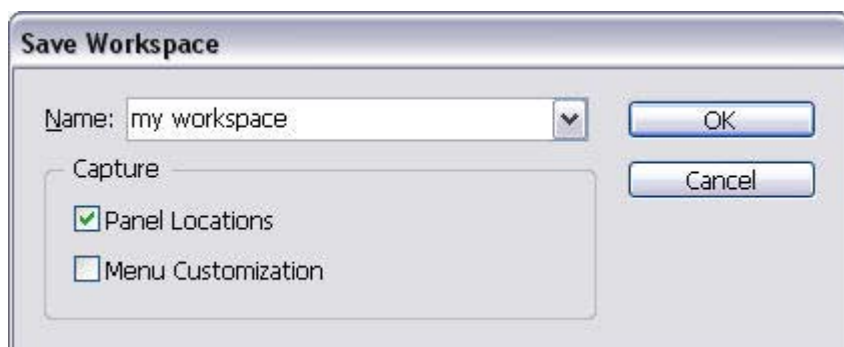 Save Workspace
Name: my workspace
OK
Capture
Cancel
Panel Locations
Menu Customization